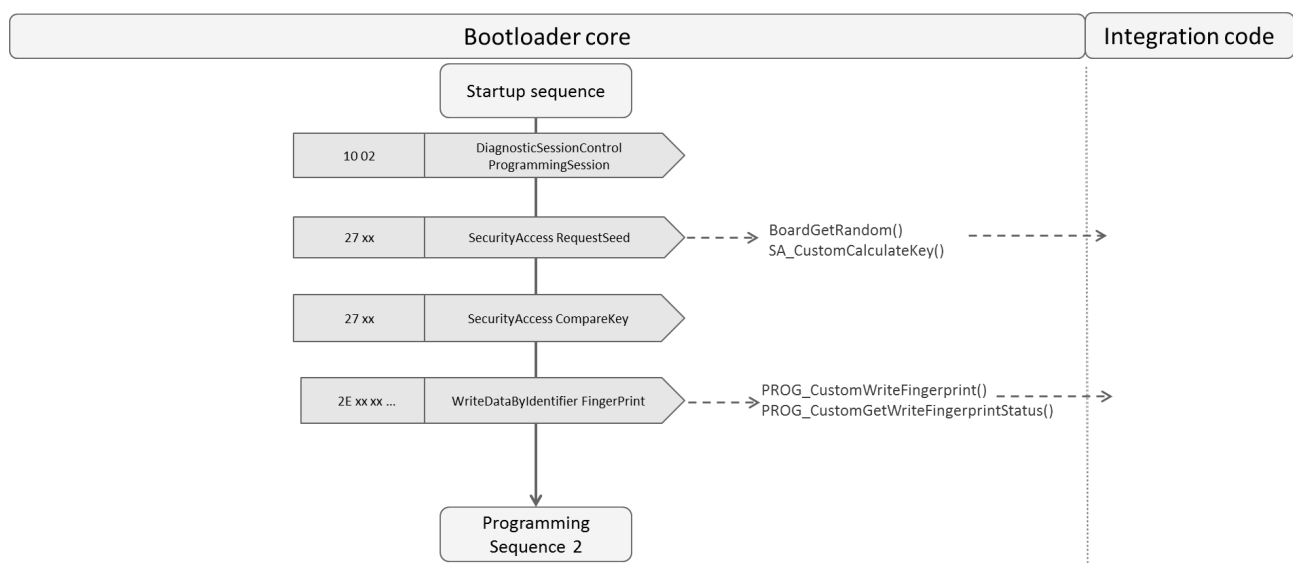 Bootloader core
Integration code
Startup sequence
10 02
DiagnosticSessionControl
ProgrammingSession
27 xx
SecurityAccess RequestSeed
BoardGetRandom()
SA_CustomCalculateKey()
27 xx
SecurityAccess CompareKey
2E xx xx ...
WriteDataByIdentifier FingerPrint
PROG_CustomWriteFingerprint()
PROG_CustomGetWriteFingerprintStatus()
Programming
Sequence 2